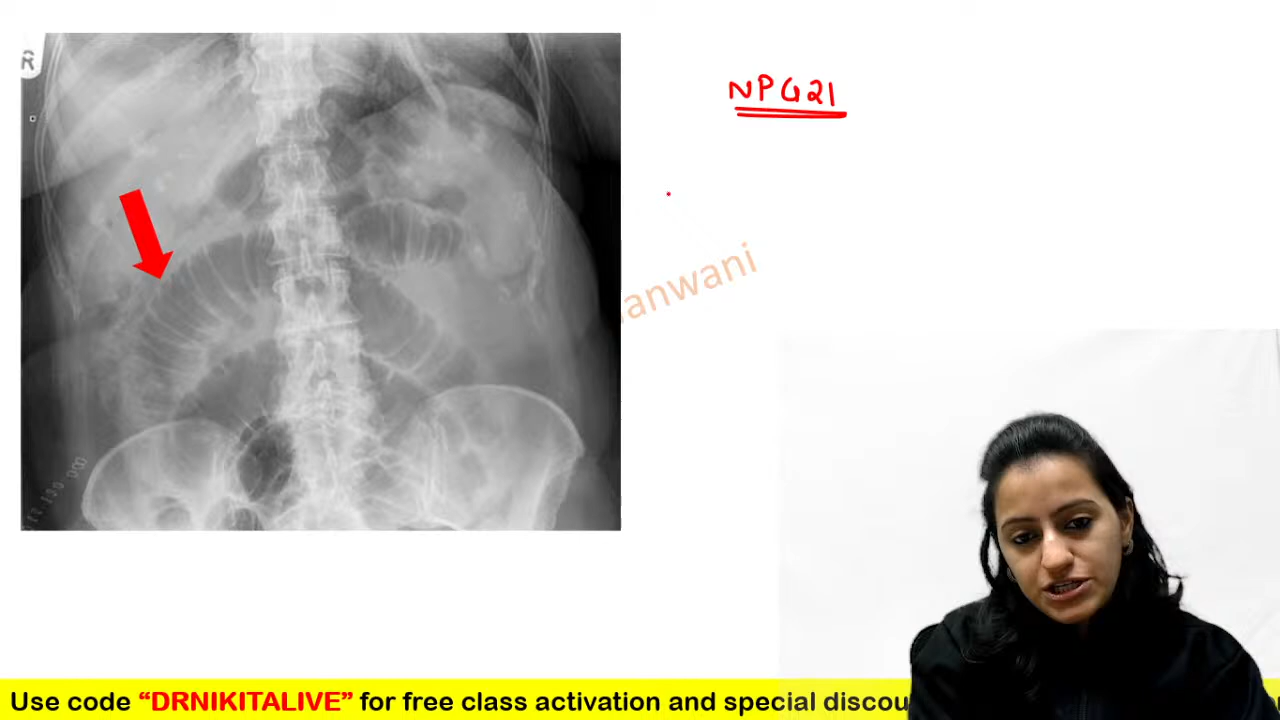 R
NPG21
anwani
Use code “DRNIKITALIVE” for free class activation and special discou